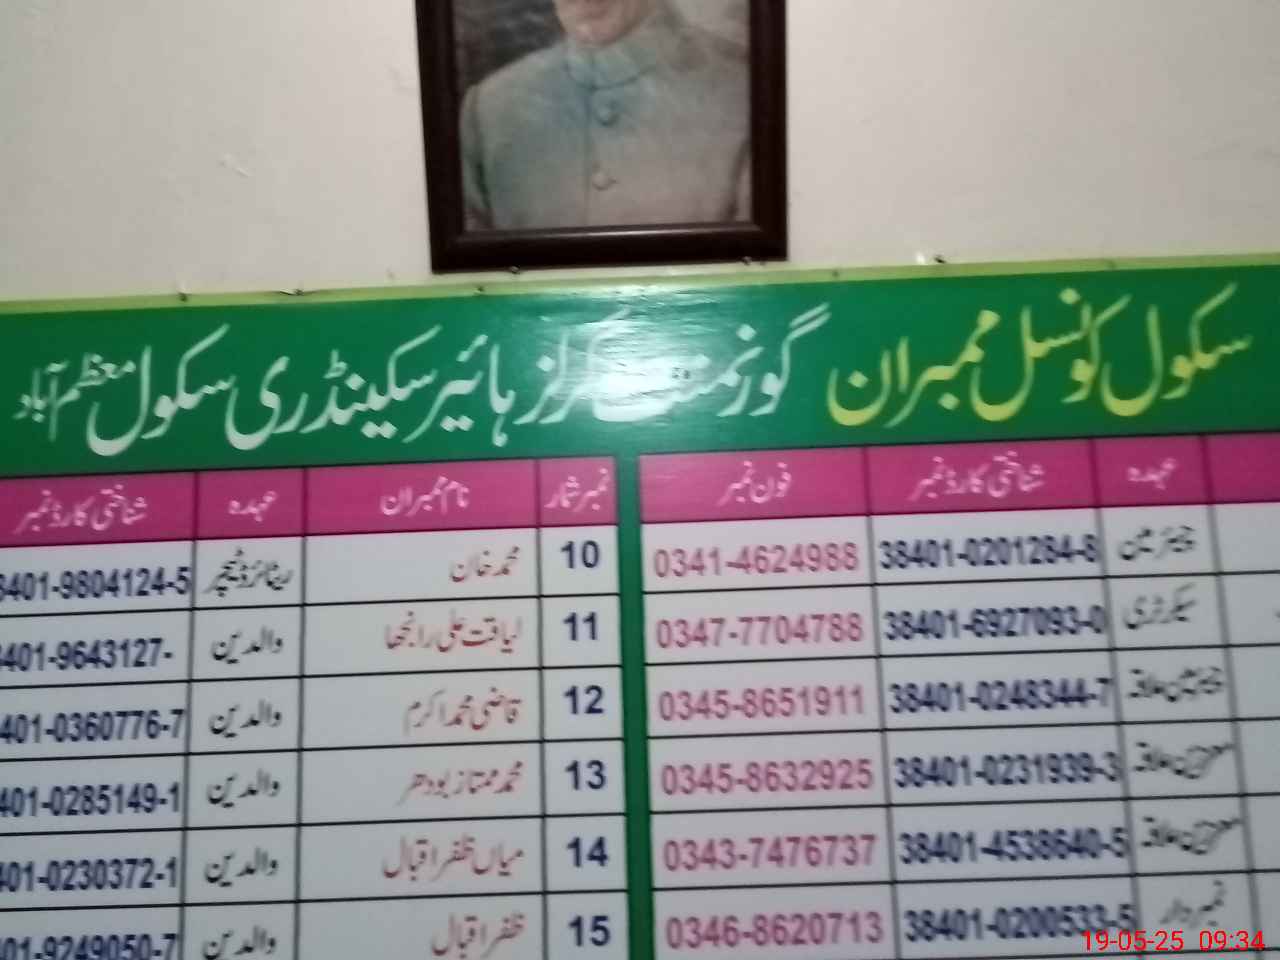 سکول کونسل ممبران گورنمنٹ گرلز ہائیر سکینڈری سکول معظم آباد
عہدہ شناختی کارڈ نمبر فون نمبر نمبر شمار نام ممبران عہدہ شناختی کارڈ نمبر
چیئرمین 38401-0201284-8 0341-4624988 10 محمد خان ریٹائرڈ ٹیچر 8401-9804124-5
سیکرٹری 38401-6927093-0 0347-7704788 11 لیاقت علی رانجھا والدین 401-9643127-
38401-0248344-7 0345-8651911 12 قاضی محمد اکرم والدین 401-0360776-7
38401-0231939-3 0345-8632925 13 محمد ممتاز بودھر والدین 401-0285149-1
38401-4538640-5 0343-7476737 14 میاں ظفر اقبال والدین 401-0230372-1
نمبردار 38401-0200533-5 0346-8620713 15 ظفر اقبال والدین 01-9249050-7
19-05-25 09:34